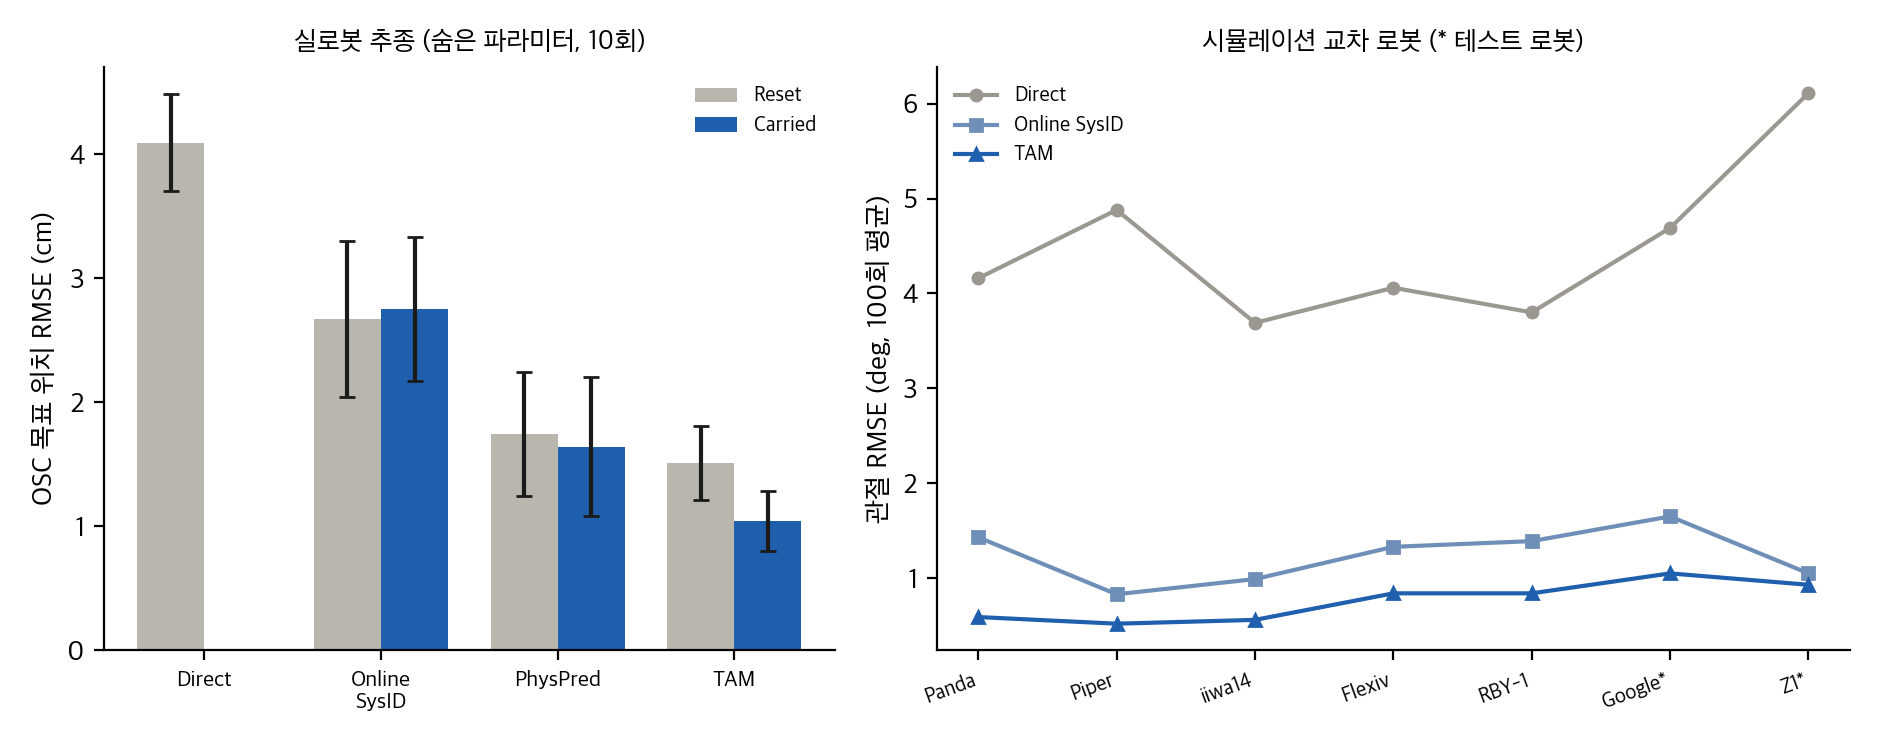 실로봇 추종 (숨은 파라미터, 10회)
OSC 목표 위치 RMSE (cm)
4
3
2
1
0
Reset
Carried
Direct
Online
SysID
PhysPred
TAM
시뮬레이션 교차 로봇 (* 테스트 로봇)
관절 RMSE (deg, 100회 평균)
6
5
4
3
2
1
Direct
Online SysID
TAM
Panda
Piper
iiwa14
Flexiv
RBY-1
Google*
Z1*